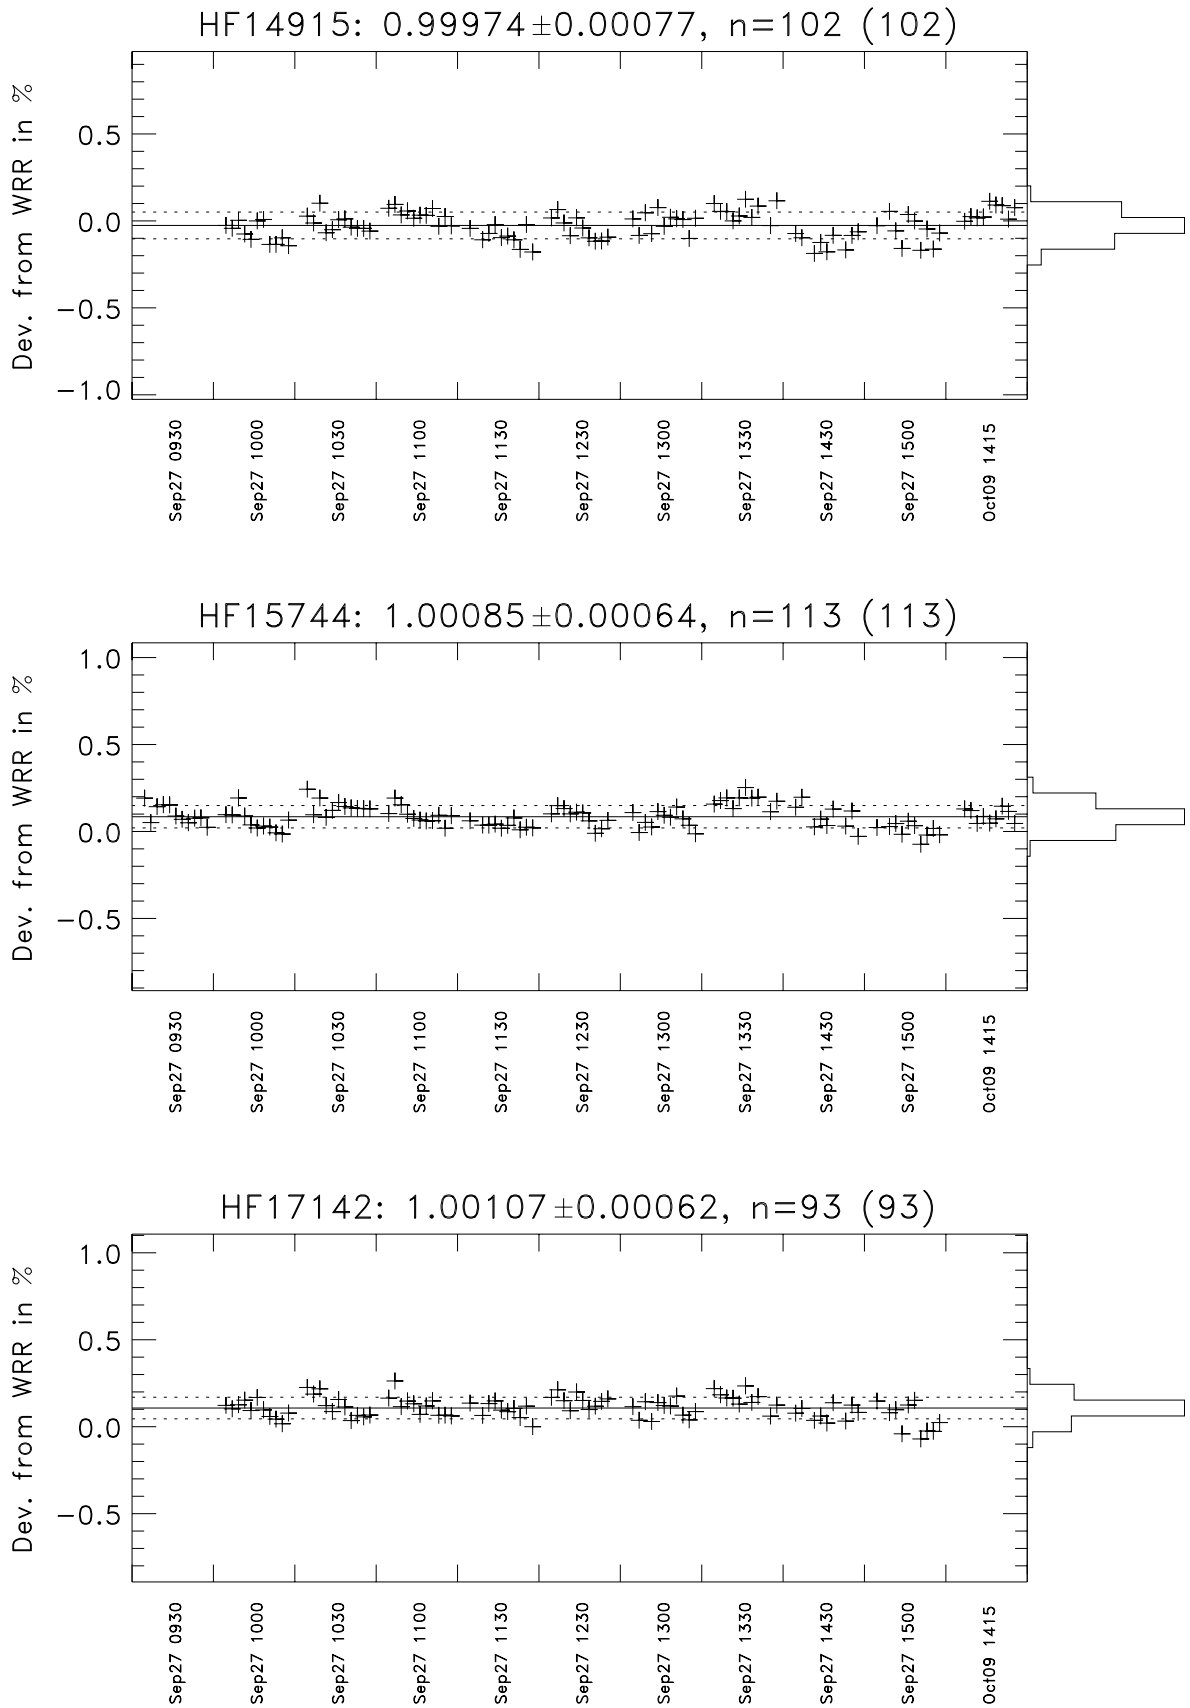 HF14915: 0.99974±0.00077, n=102 (102)
Dev. from WRR in %
0.5
0.0
−0.5
−1.0
Sep27 0930
Sep27 1000
Sep27 1030
Sep27 1100
Sep27 1130
Sep27 1230
Sep27 1300
Sep27 1330
Sep27 1430
Sep27 1500
Oct09 1415
HF15744: 1.00085±0.00064, n=113 (113)
Dev. from WRR in %
1.0
0.5
0.0
−0.5
Sep27 0930
Sep27 1000
Sep27 1030
Sep27 1100
Sep27 1130
Sep27 1230
Sep27 1300
Sep27 1330
Sep27 1430
Sep27 1500
Oct09 1415
HF17142: 1.00107±0.00062, n=93 (93)
Dev. from WRR in %
1.0
0.5
0.0
−0.5
Sep27 0930
Sep27 1000
Sep27 1030
Sep27 1100
Sep27 1130
Sep27 1230
Sep27 1300
Sep27 1330
Sep27 1430
Sep27 1500
Oct09 1415